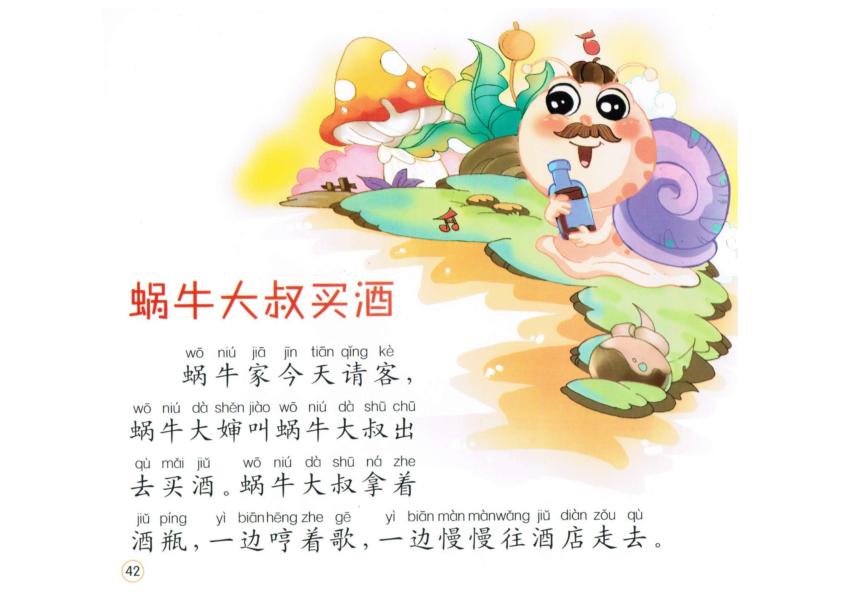 蜗牛大叔买酒
wō niú jiā jīn tiān qǐng kè
蜗牛家今天请客，
wō niú dà shěn jiào wō niú dà shū chū
蜗牛大婶叫蜗牛大叔出
qù mǎi jiǔ wō niú dà shū ná zhe
去买酒。蜗牛大叔拿着
jiǔ píng yì biān hēng zhe gē yì biān màn màn wǎng jiǔ diàn zǒu qù
酒瓶，一边哼着歌，一边慢慢往酒店走去。
42